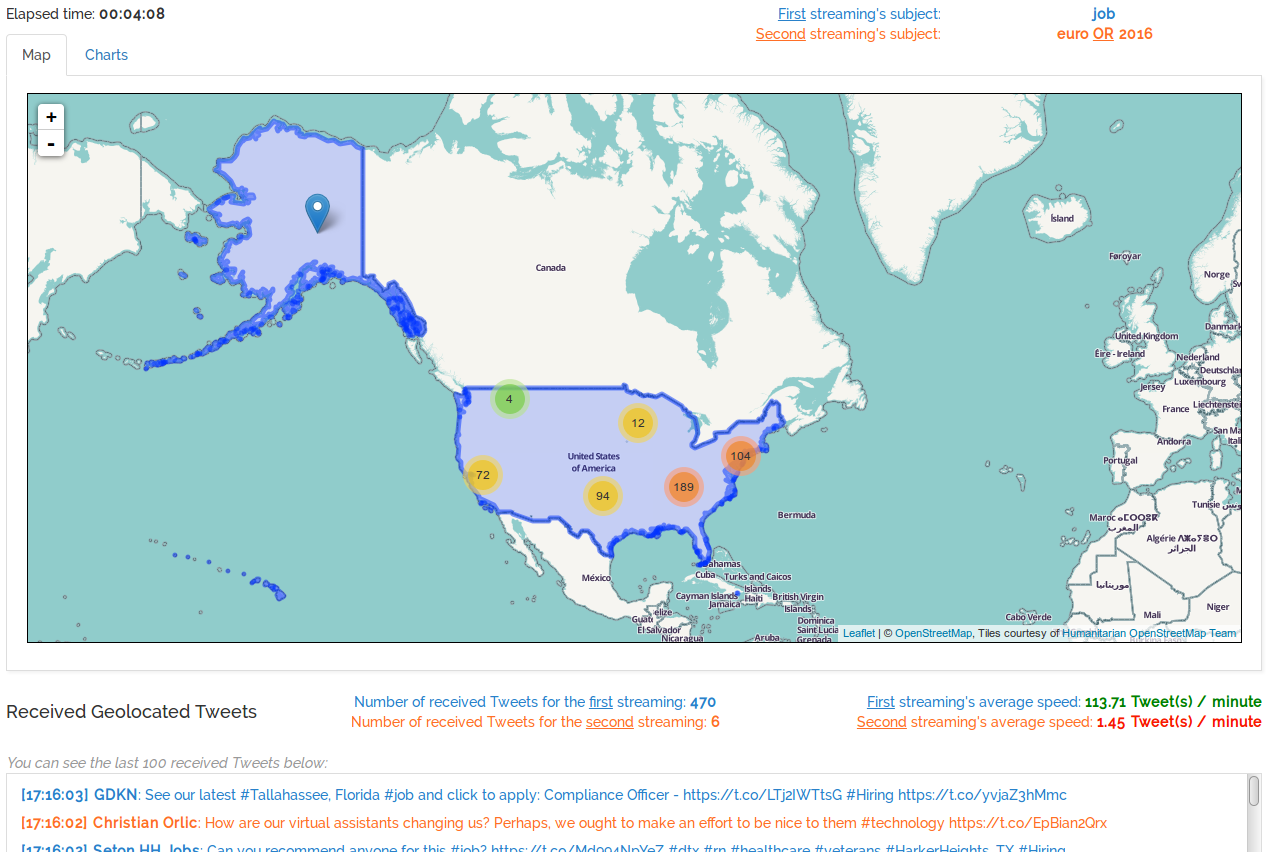 Elapsed time: 00:04:08
First streaming's subject: job
Second streaming's subject: euro OR 2016
Map Charts
+
-
Ísland
Canada
Føroyar
Norge
Danmark
United Kingdom
Éire - Ireland
Nederland
Deutschlan
Luxembourg
Jersey
France
Liechtenstei
4
12
San Ma
Itali
Andorra
Portugal
104
United States
of America
72
189
94
Bermuda
Tunisie
Maroc ⴰⵎⵔⵔⵓⴽ
المغرب
Algérie
الجزائر
México
ahamas
Cuba
Turks and Caicos
Islands
موريتانيا
Cayman Islands
Haiti
British Virgin
Islands
Jamaica
Niger
elize
Mali
Guat
Cabo Verde
Dominica
El Salvador
Saint Lucia
Nicaragua
Aruba
Grenada
Leaflet | © OpenStreetMap, Tiles courtesy of Humanitarian OpenStreetMap Team
Received Geolocated Tweets
Number of received Tweets for the first streaming: 470
Number of received Tweets for the second streaming: 6
First streaming's average speed: 113.71 Tweet(s) / minute
Second streaming's average speed: 1.45 Tweet(s) / minute
You can see the last 100 received Tweets below:
[17:16:03] GDKN: See our latest #Tallahassee, Florida #job and click to apply: Compliance Officer - https://t.co/LTj2IWTtsG #Hiring https://t.co/yvjaZ3hMmc
[17:16:02] Christian Orlic: How are our virtual assistants changing us? Perhaps, we ought to make an effort to be nice to them #technology https://t.co/EpBian2Qrx
Seton HH Jobs: Can you recommend anyone for this #job? https://t.co/Md994NpYeZ #dtx #rn #healthcare #veterans #HarkerHeights, TX #Hiring